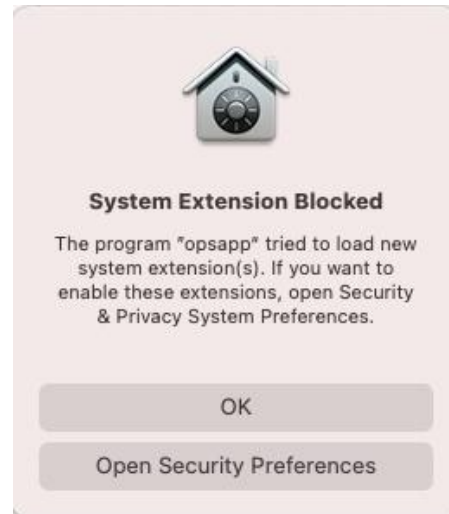 System Extension Blocked
The program "opsapp" tried to load new
system extension(s). If you want to
enable these extensions, open Security
& Privacy System Preferences.
OK
Open Security Preferences